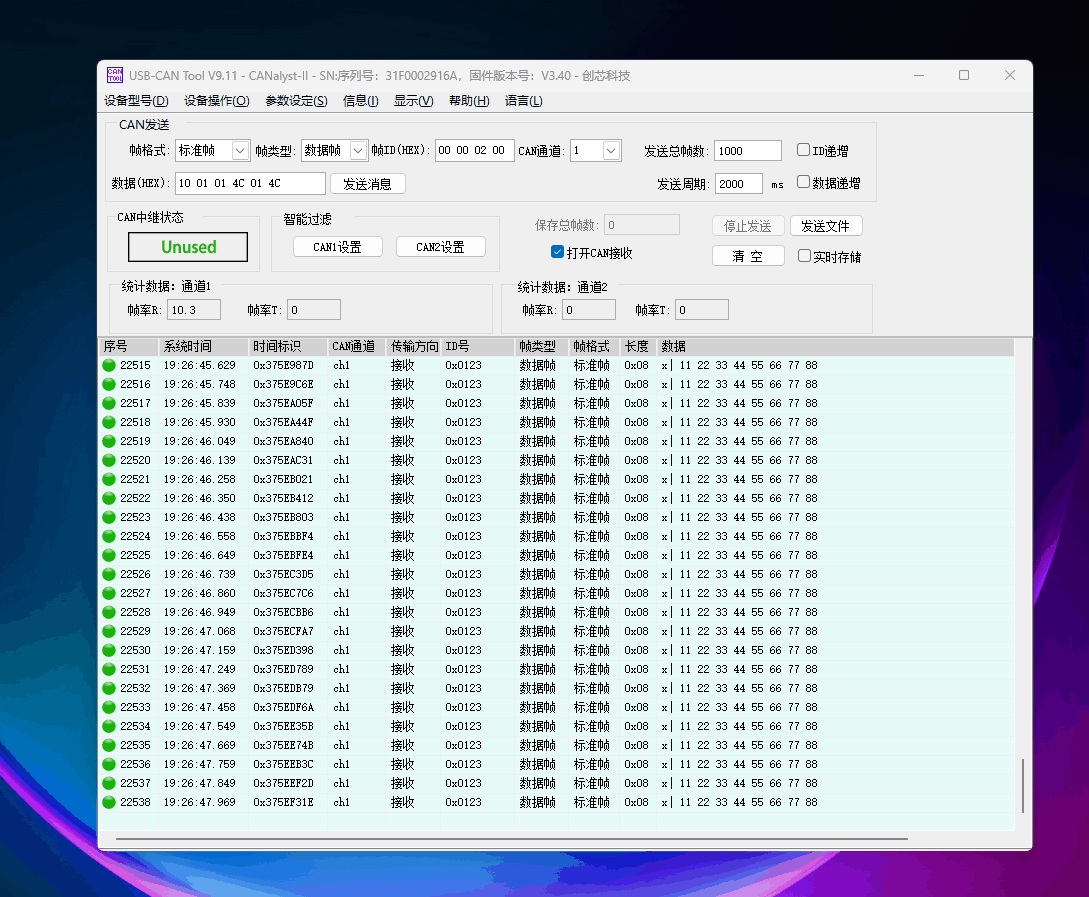 CAN TOOL USB-CAN Tool V9.11 - CANalyst-II - SN:序列号：31F0002916A，固件版本号：V3.40 - 创芯科技
设备型号(D) 设备操作(O) 参数设定(S) 信息(I) 显示(V) 帮助(H) 语言(L)
CAN发送
帧格式: 标准帧 帧类型: 数据帧 帧ID(HEX): 00 00 02 00 CAN通道: 1 发送总帧数: 1000 ID递增
数据(HEX): 10 01 01 4C 01 4C 发送消息 发送周期: 2000 ms 数据递增
CAN中继状态 智能过滤 保存总帧数: 0 停止发送 发送文件
Unused CAN1设置 CAN2设置 打开CAN接收 清 空 实时存储
统计数据：通道1 统计数据：通道2
帧率R: 10.3 帧率T: 0 帧率R: 0 帧率T: 0
序号 系统时间 时间标识 CAN通道 传输方向 ID号 帧类型 帧格式 长度 数据
22515 19:26:45.629 0x375E987D ch1 接收 0x0123 数据帧 标准帧 0x08 x| 11 22 33 44 55 66 77 88
22516 19:26:45.748 0x375E9C6E ch1 接收 0x0123 数据帧 标准帧 0x08 x| 11 22 33 44 55 66 77 88
22517 19:26:45.839 0x375EA05F ch1 接收 0x0123 数据帧 标准帧 0x08 x| 11 22 33 44 55 66 77 88
22518 19:26:45.930 0x375EA44F ch1 接收 0x0123 数据帧 标准帧 0x08 x| 11 22 33 44 55 66 77 88
22519 19:26:46.049 0x375EA840 ch1 接收 0x0123 数据帧 标准帧 0x08 x| 11 22 33 44 55 66 77 88
22520 19:26:46.139 0x375EAC31 ch1 接收 0x0123 数据帧 标准帧 0x08 x| 11 22 33 44 55 66 77 88
22521 19:26:46.258 0x375EB021 ch1 接收 0x0123 数据帧 标准帧 0x08 x| 11 22 33 44 55 66 77 88
22522 19:26:46.350 0x375EB412 ch1 接收 0x0123 数据帧 标准帧 0x08 x| 11 22 33 44 55 66 77 88
22523 19:26:46.438 0x375EB803 ch1 接收 0x0123 数据帧 标准帧 0x08 x| 11 22 33 44 55 66 77 88
22524 19:26:46.558 0x375EBBF4 ch1 接收 0x0123 数据帧 标准帧 0x08 x| 11 22 33 44 55 66 77 88
22525 19:26:46.649 0x375EBFE4 ch1 接收 0x0123 数据帧 标准帧 0x08 x| 11 22 33 44 55 66 77 88
22526 19:26:46.739 0x375EC3D5 ch1 接收 0x0123 数据帧 标准帧 0x08 x| 11 22 33 44 55 66 77 88
22527 19:26:46.860 0x375EC7C6 ch1 接收 0x0123 数据帧 标准帧 0x08 x| 11 22 33 44 55 66 77 88
22528 19:26:46.949 0x375ECBB6 ch1 接收 0x0123 数据帧 标准帧 0x08 x| 11 22 33 44 55 66 77 88
22529 19:26:47.068 0x375ECFA7 ch1 接收 0x0123 数据帧 标准帧 0x08 x| 11 22 33 44 55 66 77 88
22530 19:26:47.159 0x375ED398 ch1 接收 0x0123 数据帧 标准帧 0x08 x| 11 22 33 44 55 66 77 88
22531 19:26:47.249 0x375ED789 ch1 接收 0x0123 数据帧 标准帧 0x08 x| 11 22 33 44 55 66 77 88
22532 19:26:47.369 0x375EDB79 ch1 接收 0x0123 数据帧 标准帧 0x08 x| 11 22 33 44 55 66 77 88
22533 19:26:47.458 0x375EDF6A ch1 接收 0x0123 数据帧 标准帧 0x08 x| 11 22 33 44 55 66 77 88
22534 19:26:47.549 0x375EE35B ch1 接收 0x0123 数据帧 标准帧 0x08 x| 11 22 33 44 55 66 77 88
22535 19:26:47.669 0x375EE74B ch1 接收 0x0123 数据帧 标准帧 0x08 x| 11 22 33 44 55 66 77 88
22536 19:26:47.759 0x375EEB3C ch1 接收 0x0123 数据帧 标准帧 0x08 x| 11 22 33 44 55 66 77 88
22537 19:26:47.849 0x375EEF2D ch1 接收 0x0123 数据帧 标准帧 0x08 x| 11 22 33 44 55 66 77 88
22538 19:26:47.969 0x375EF31E ch1 接收 0x0123 数据帧 标准帧 0x08 x| 11 22 33 44 55 66 77 88